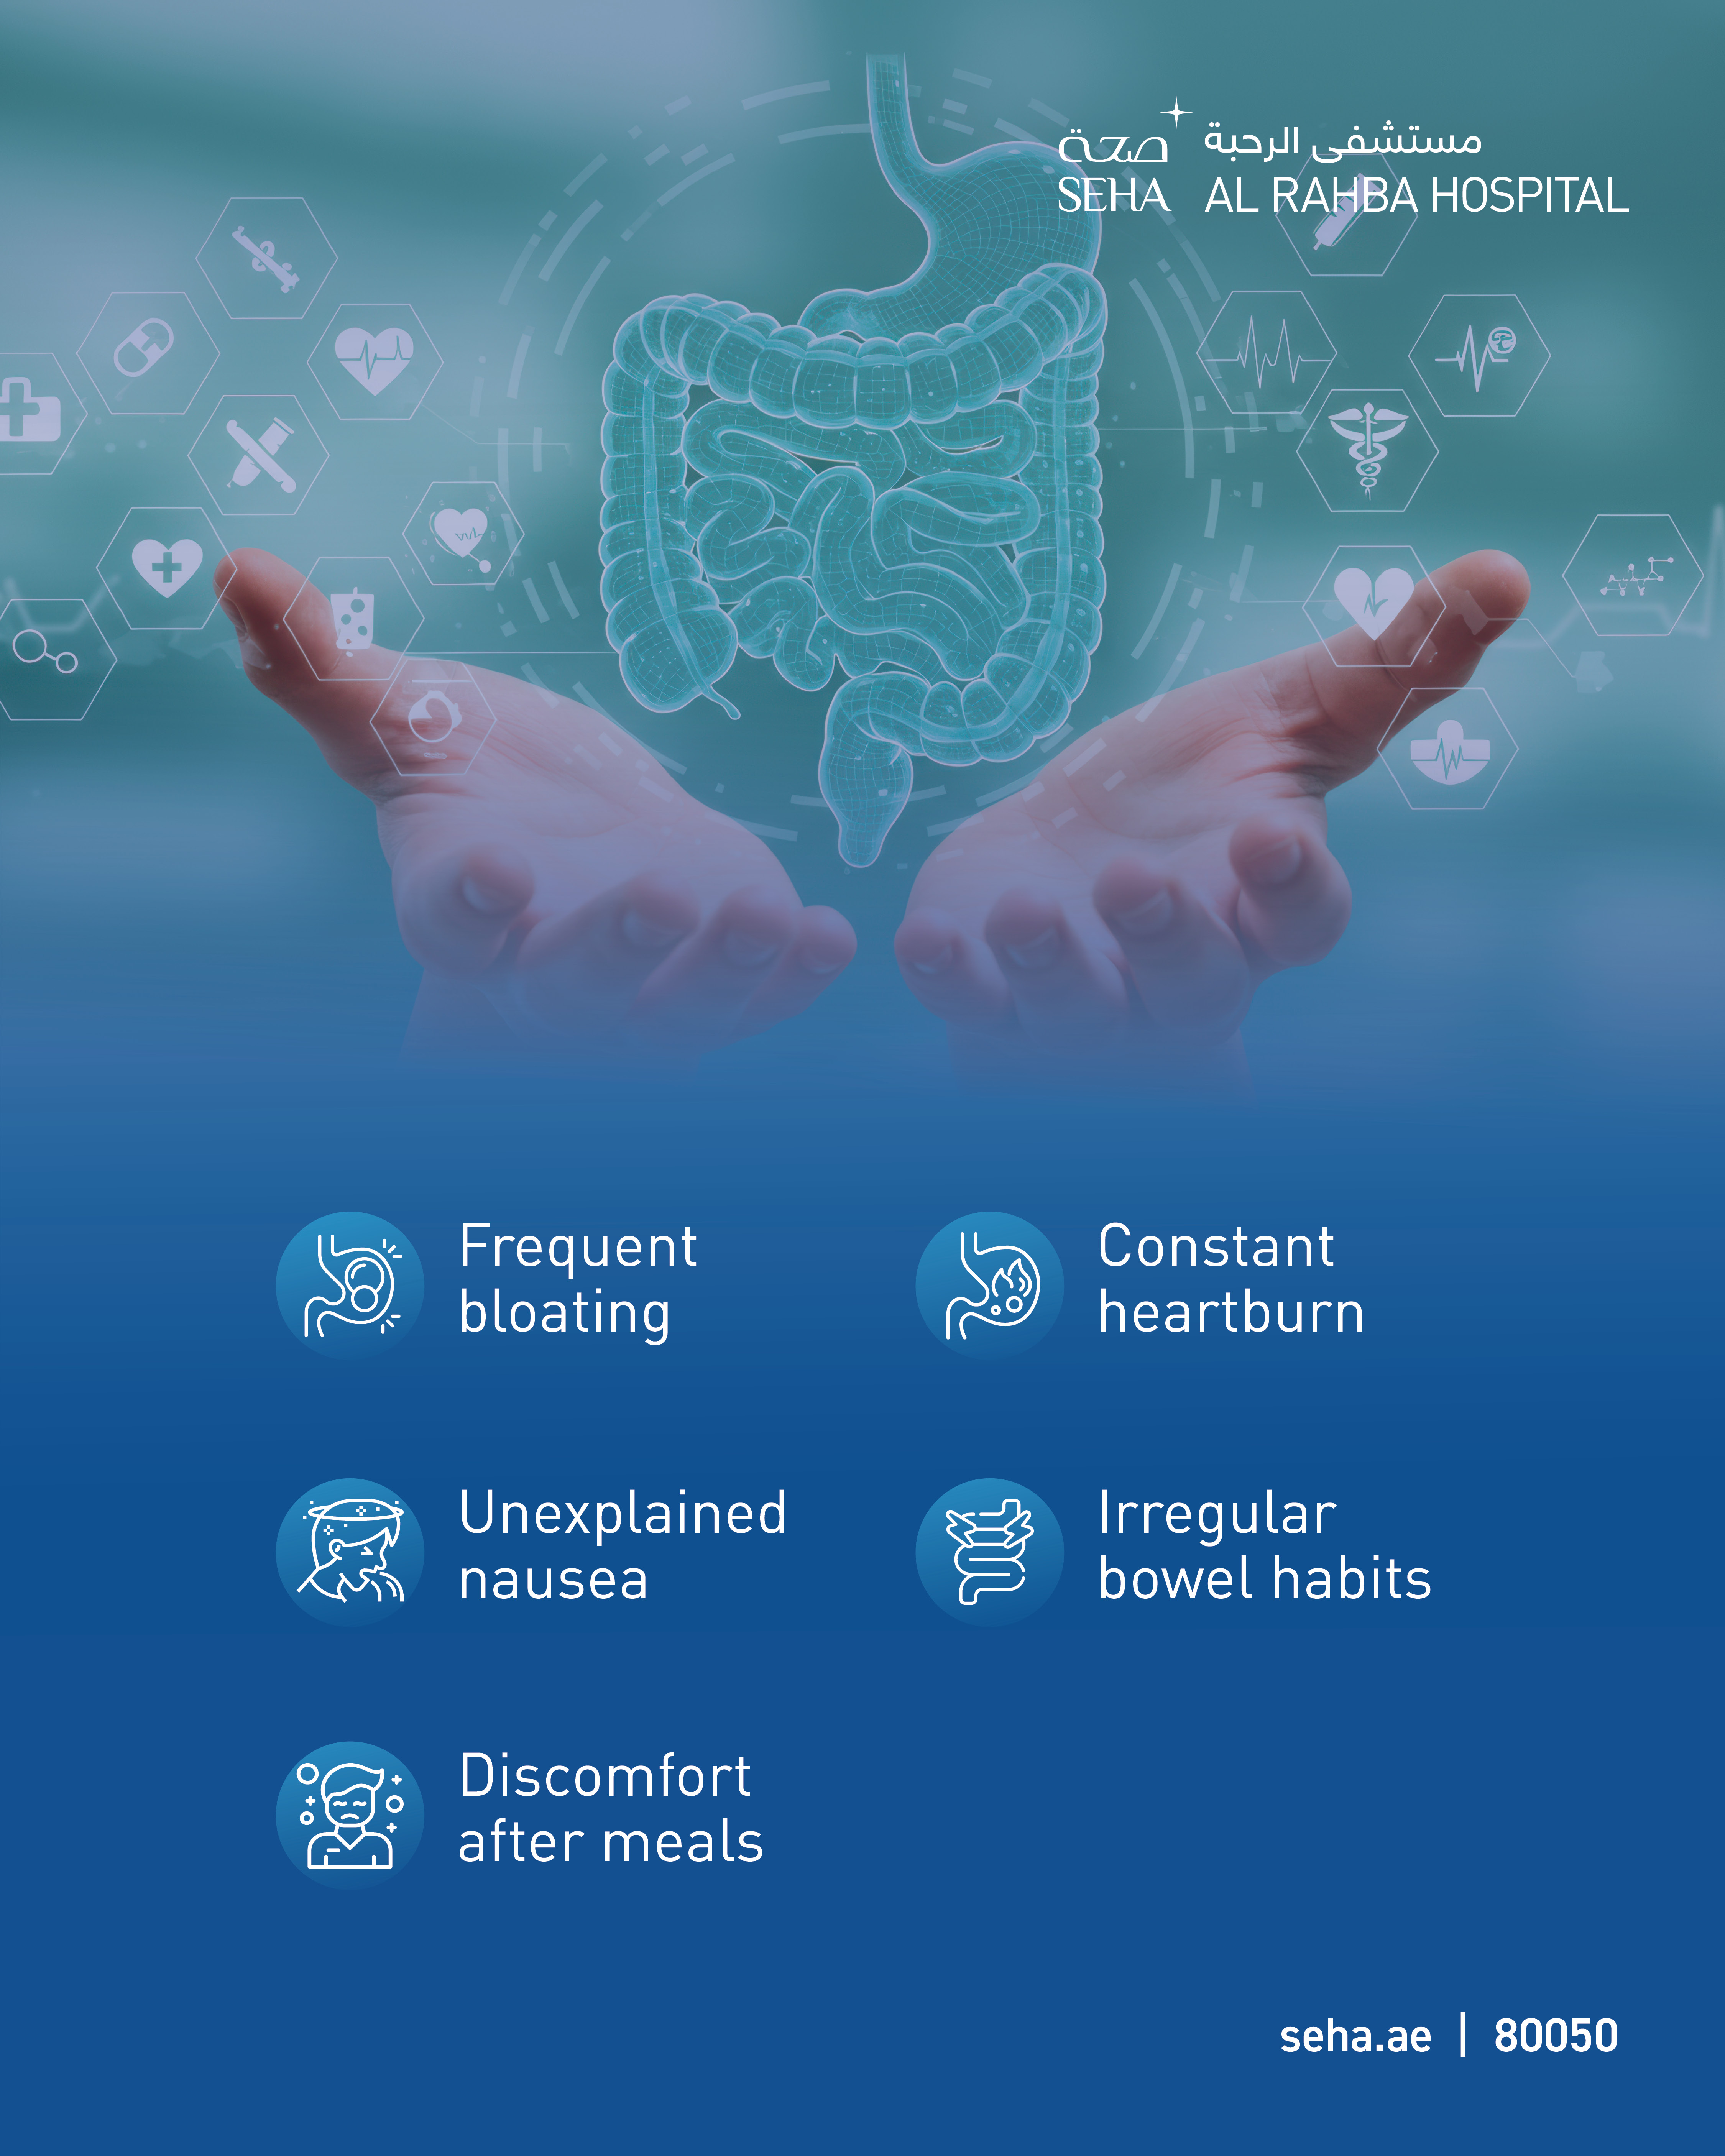 صحة
مستشفى الرحبة
SEHA
AL RAHBA HOSPITAL
Frequent
bloating
Constant
heartburn
Unexplained
nausea
Irregular
bowel habits
Discomfort
after meals
seha.ae | 80050